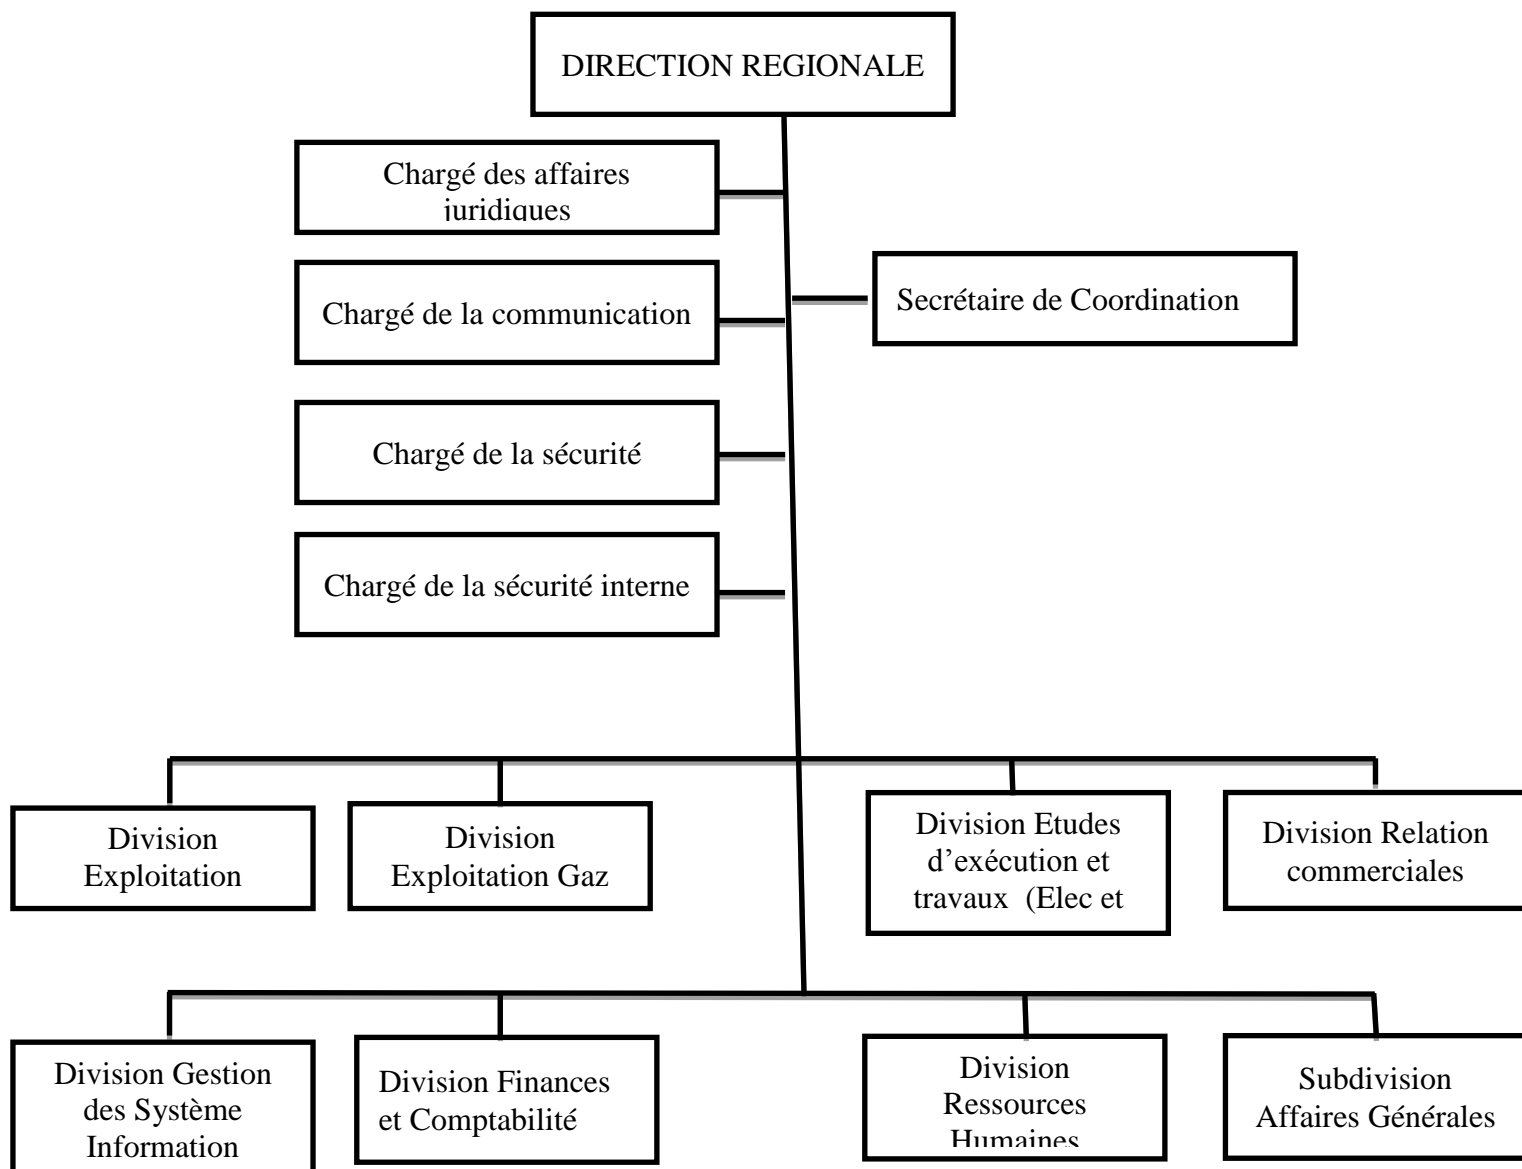 DIRECTION REGIONALE
Chargé des affaires
juridiques
Chargé de la communication
Secrétaire de Coordination
Chargé de la sécurité
Chargé de la sécurité interne
Division
Exploitation
Division
Exploitation Gaz
Division Etudes
d’exécution et
travaux (Elec et
Division Relation
commerciales
Division Gestion
des Système
Information
Division Finances
et Comptabilité
Division
Ressources
Humaines
Subdivision
Affaires Générales